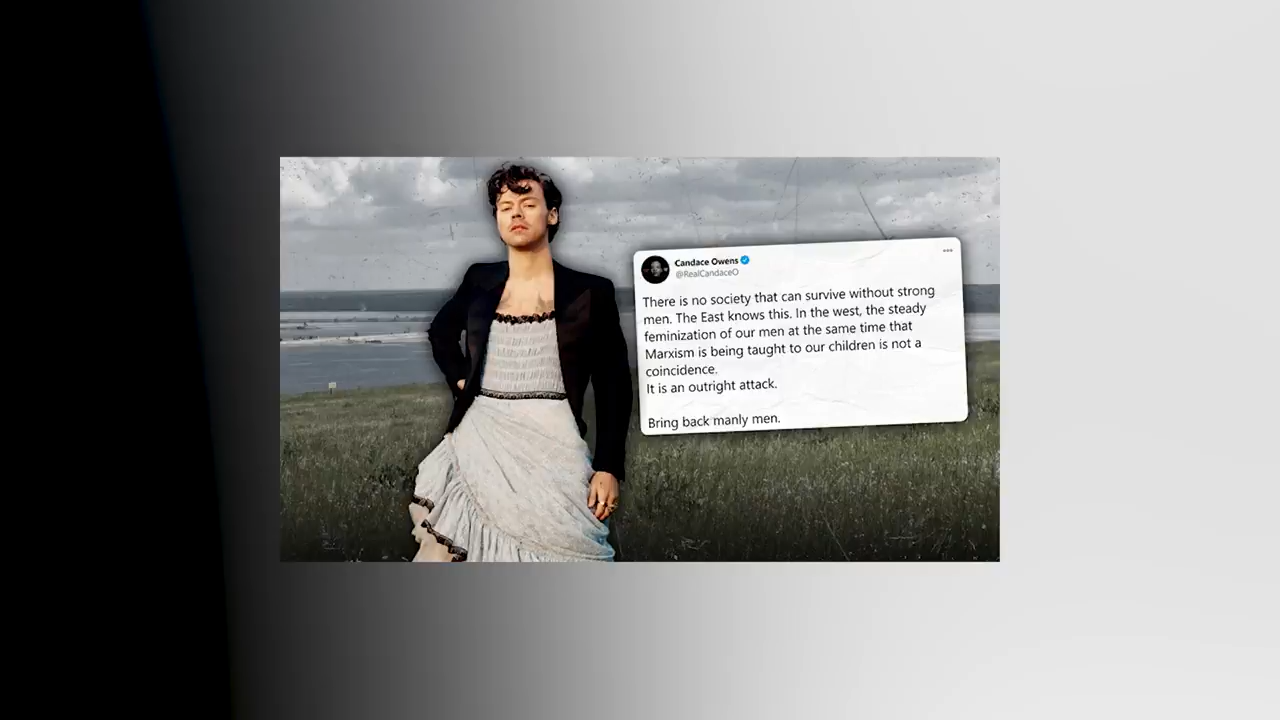 Candace Owens
@RealCandaceO
There is no society that can survive without strong
men. The East knows this. In the west, the steady
feminization of our men at the same time that
Marxism is being taught to our children is not a
coincidence.
It is an outright attack.
Bring back manly men.